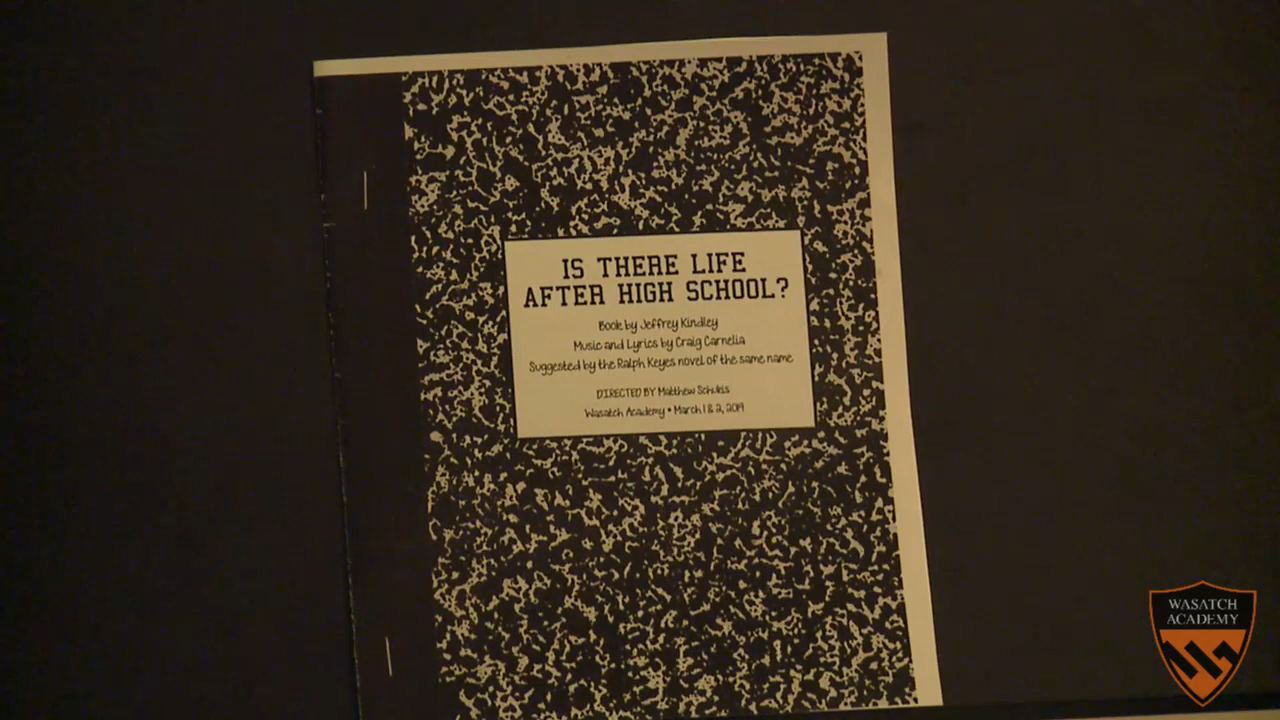 IS THERE LIFE
AFTER HIGH SCHOOL?
Book by Jeffrey Kindley
Music and Lyrics by Craig Carnelia
Suggested by the Ralph Keyes novel of the same name
DIRECTED BY Matthew Schukis
Wasatch Academy • March 1 & 2, 2019
WASATCH
ACADEMY